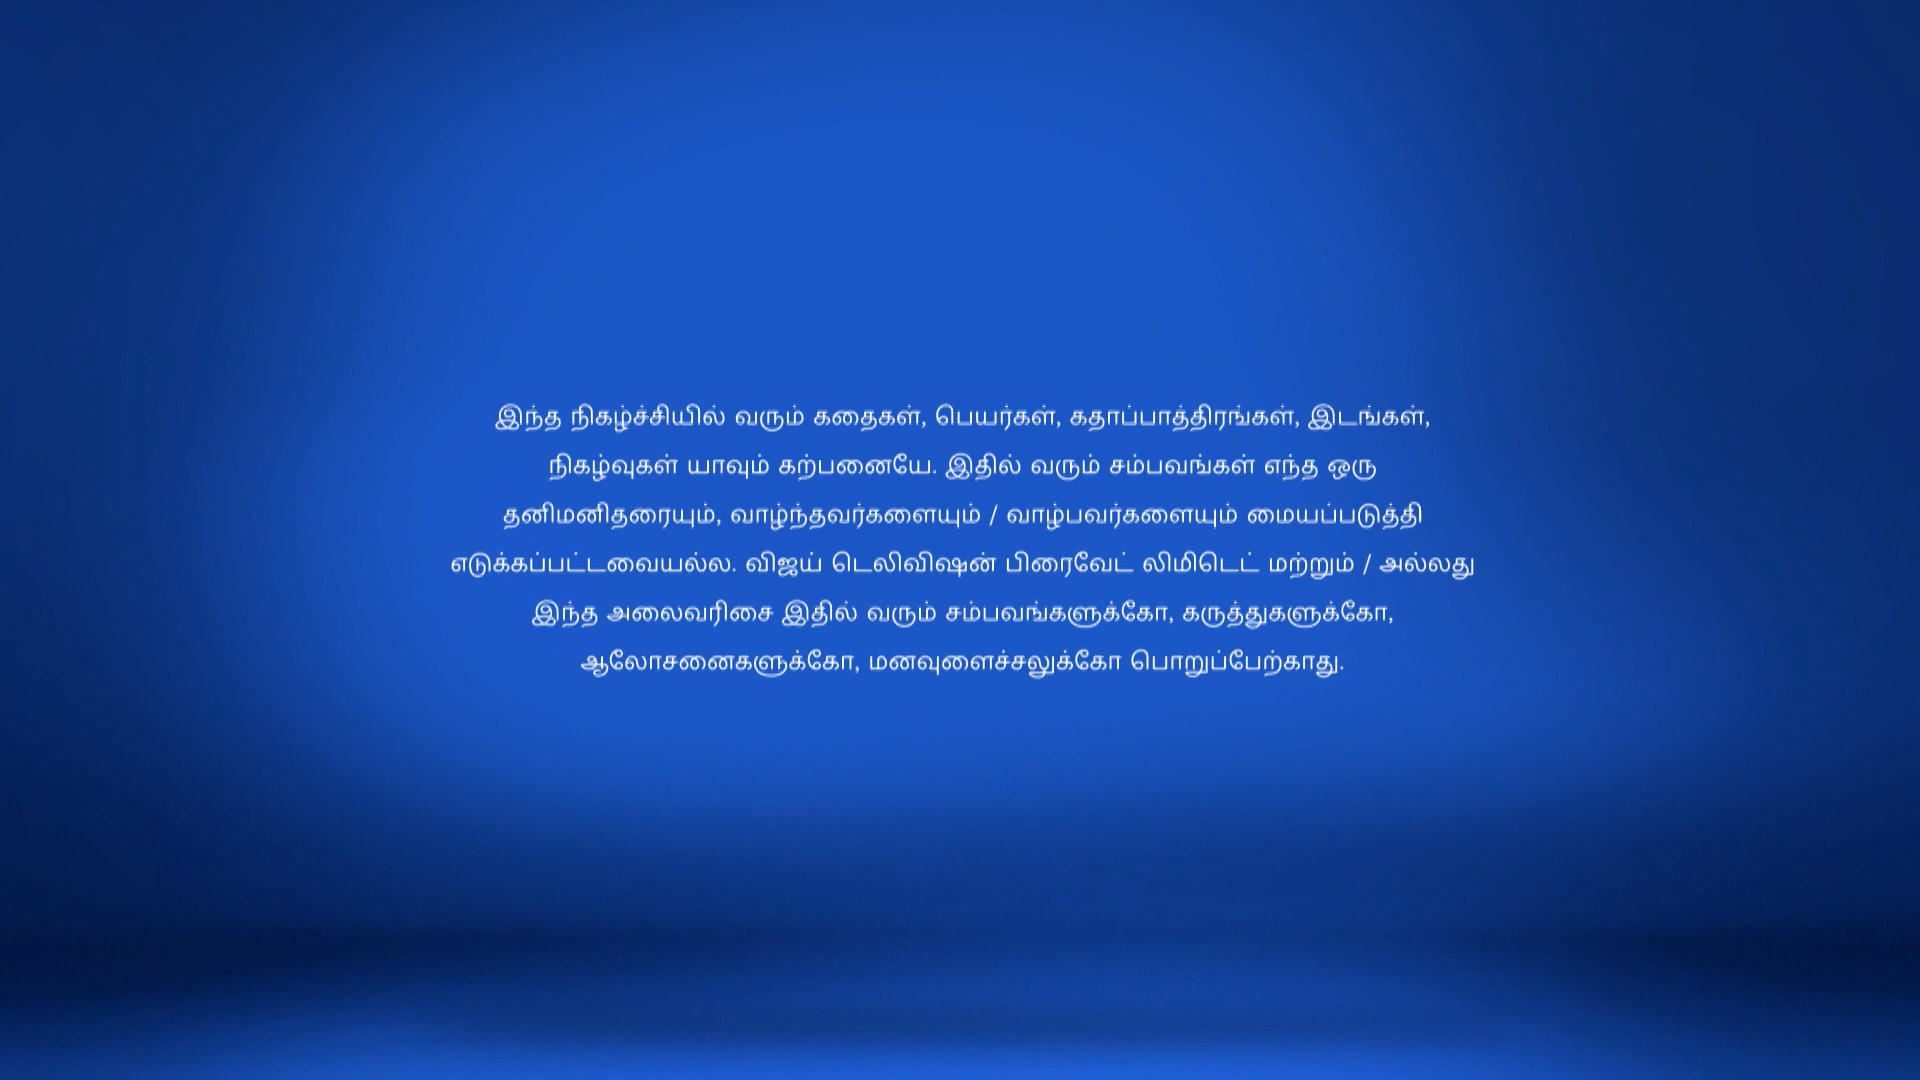 இந்த நிகழ்ச்சியில் வரும் கதைகள், பெயர்கள், கதாப்பாத்திரங்கள், இடங்கள்,
நிகழ்வுகள் யாவும் கற்பனையே. இதில் வரும் சம்பவங்கள் எந்த ஒரு
தனிமனிதரையும், வாழ்ந்தவர்களையும் / வாழ்பவர்களையும் மையப்படுத்தி
எடுக்கப்பட்டவையல்ல. விஜய் டெலிவிஷன் பிரைவேட் லிமிடெட் மற்றும் / அல்லது
இந்த அலைவரிசை இதில் வரும் சம்பவங்களுக்கோ, கருத்துகளுக்கோ,
ஆலோசனைகளுக்கோ, மனவுளைச்சலுக்கோ பொறுப்பேற்காது.